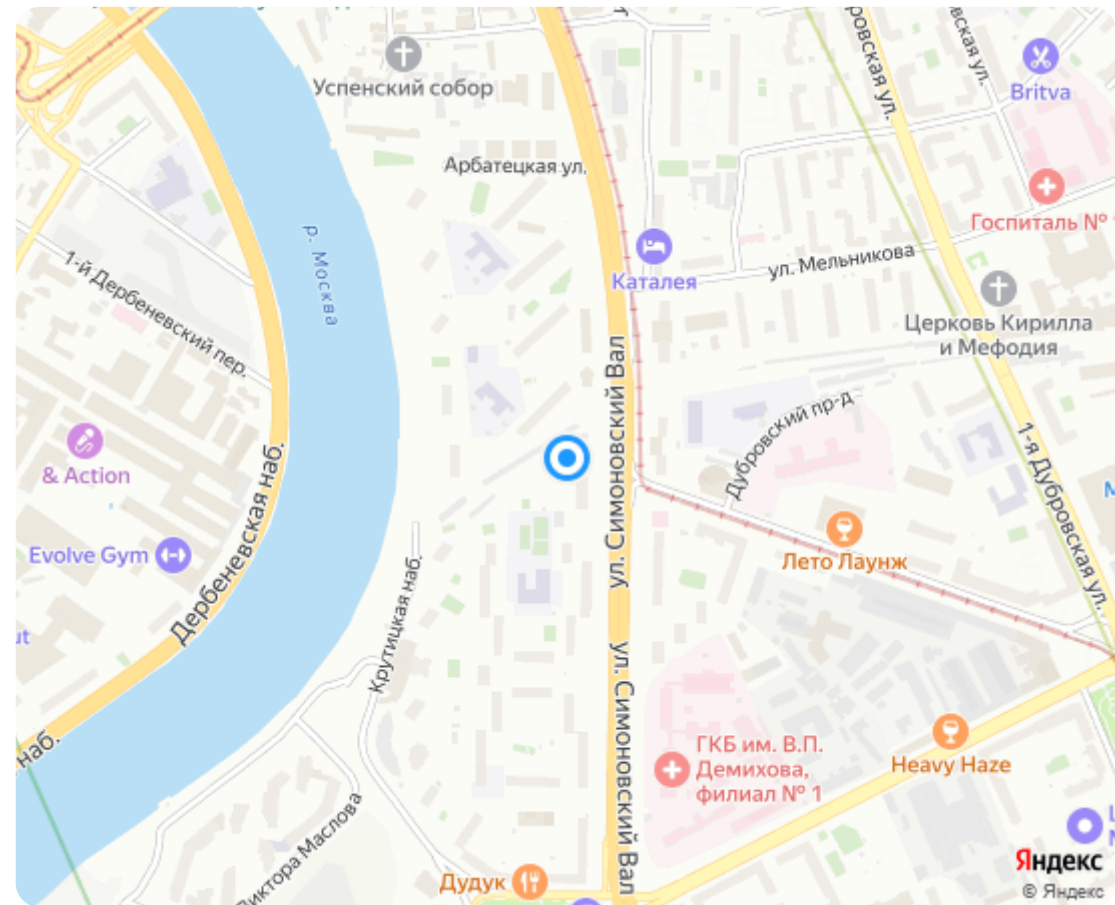 Успенский собор
Арбатецкая ул.
Britva
Госпиталь №
Каталея
ул. Мельникова
р. Москва
1-й Дербеневский пер.
Церковь Кирилла
и Мефодия
& Action
ул. Симоновский Вал
Дубровский пр-д
1-я Дубровская ул.
Evolve Gym
Дербеневская наб.
Лето Лаунж
Крутицкая наб.
ул. Симоновский Вал
наб.
ГКБ им. В.П.
Демихова,
филиал № 1
Heavy Haze
Дудук
Яндекс
© Яндекс